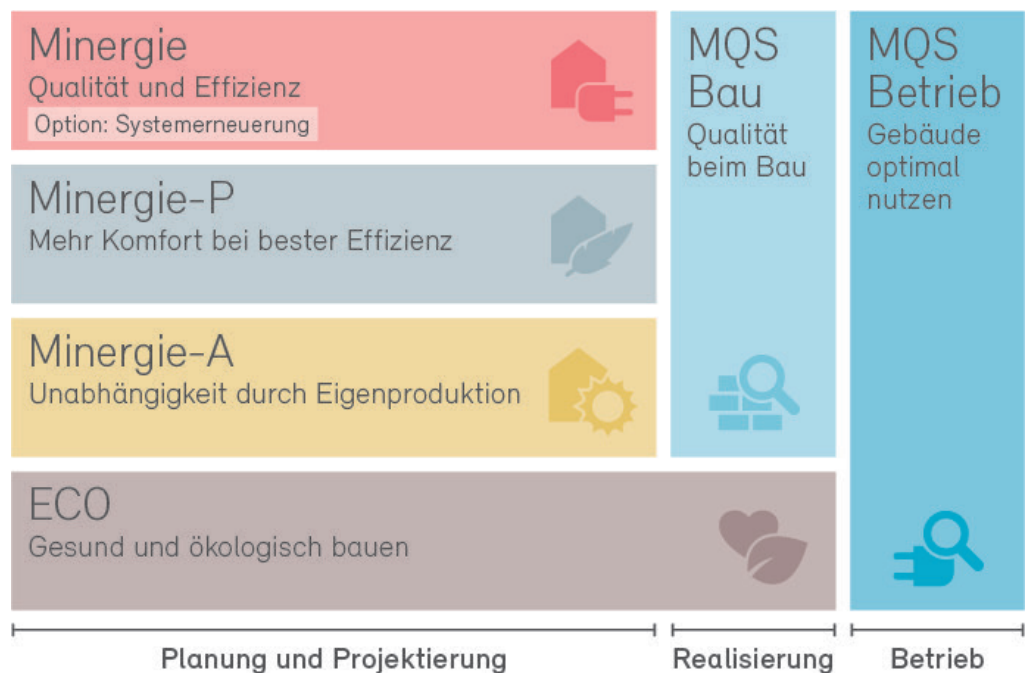 Minergie
Qualität und Effizienz
Option: Systemerneuerung
Minergie-P
Mehr Komfort bei bester Effizienz
Minergie-A
Unabhängigkeit durch Eigenproduktion
ECO
Gesund und ökologisch bauen
MQS
Bau
Qualität
beim Bau
MQS
Betrieb
Gebäude
optimal
nutzen
Planung und Projektierung
Realisierung
Betrieb